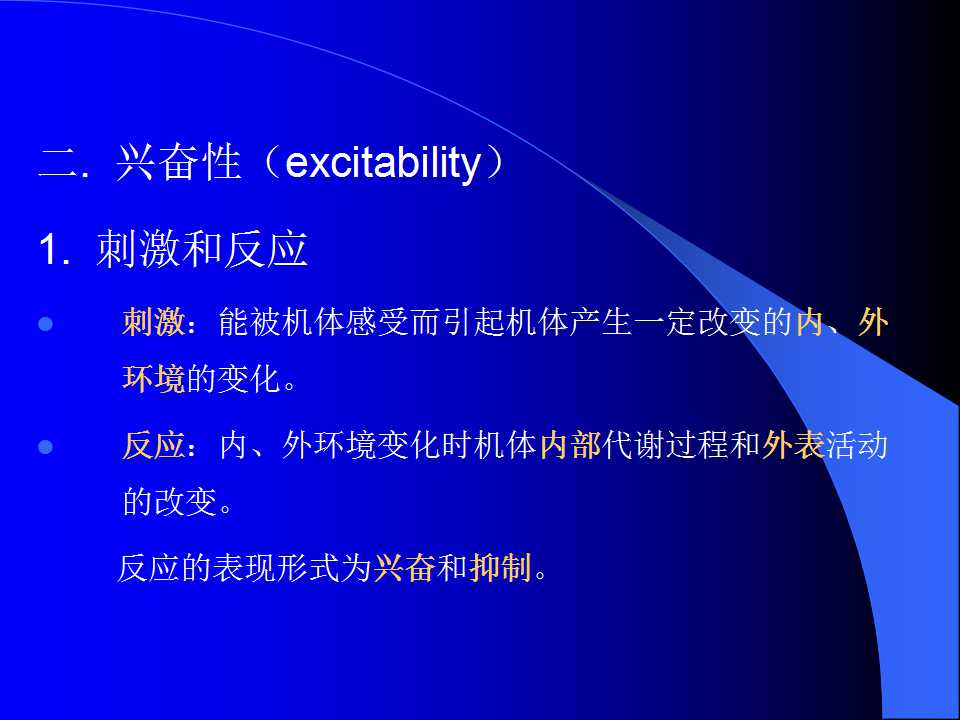 二. 兴奋性（excitability）
1. 刺激和反应
刺激：能被机体感受而引起机体产生一定改变的内、外
环境的变化。
反应：内、外环境变化时机体内部代谢过程和外表活动
的改变。
反应的表现形式为兴奋和抑制。